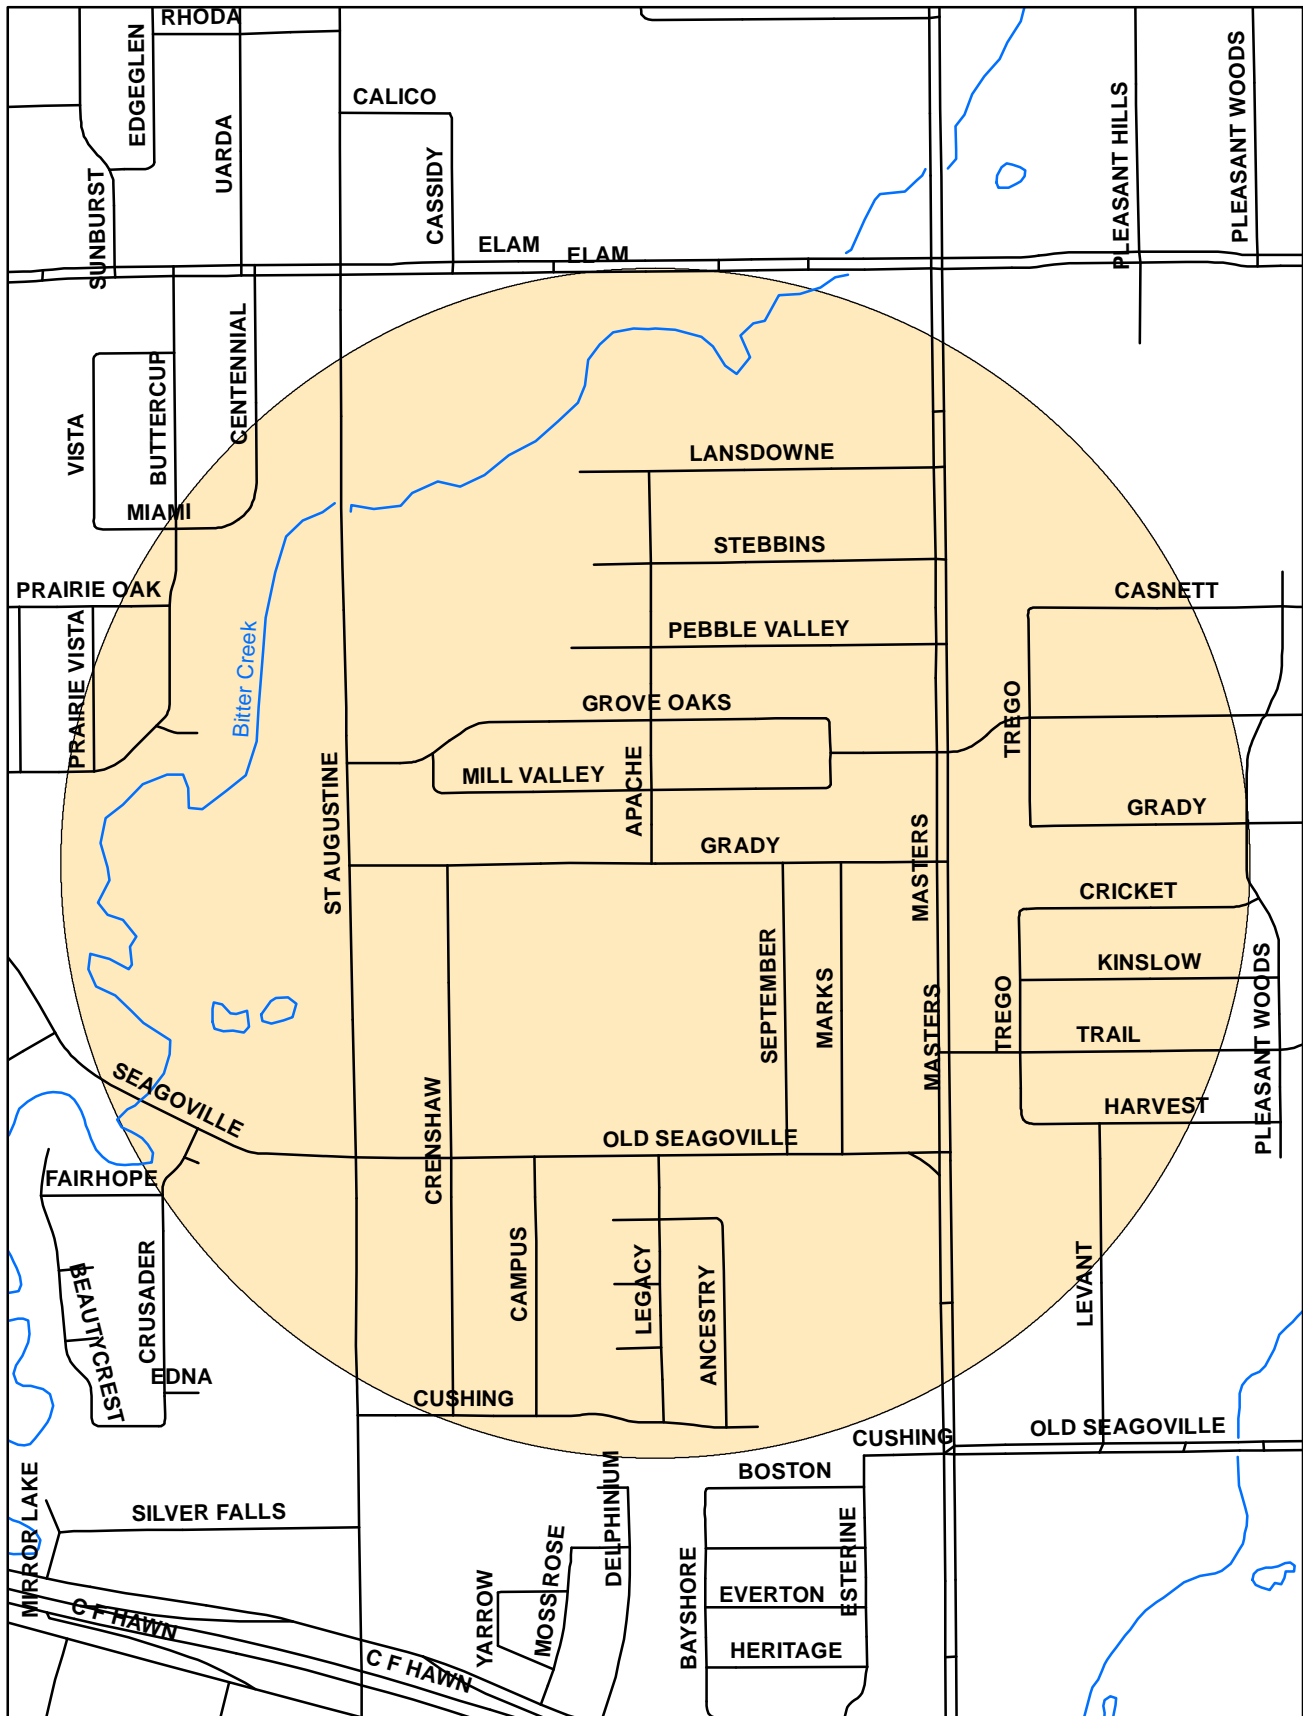 RHODA
EDGEGLEN
UARDA
SUNBURST
CALICO
CASSIDY
PLEASANT HILLS
PLEASANT WOODS
ELAM
ELAM
VISTA
BUTTERCUP
CENTENNIAL
MIAMI
LANSDOWNE
STEBBINS
PRAIRIE OAK
CASNETT
PRAIRIE VISTA
Bitter Creek
PEBBLE VALLEY
GROVE OAKS
TREGO
MILL VALLEY
APACHE
ST AUGUSTINE
GRADY
GRADY
MASTERS
CRICKET
SEPTEMBER
MARKS
KINSLOW
MASTERS
TREGO
TRAIL
PLEASANT WOODS
SEAGOVILLE
CRENSHAW
HARVEST
OLD SEAGOVILLE
FAIRHOPE
BEAUTYCREST
CRUSADER
CAMPUS
LEGACY
ANCESTRY
LEVANT
EDNA
CUSHING
CUSHING
OLD SEAGOVILLE
MIRROR LAKE
SILVER FALLS
DELPHINIUM
BOSTON
MOSS ROSE
YARROW
BAYSHORE
ESTERINE
EVERTON
HERITAGE
C F HAWN
C F HAWN